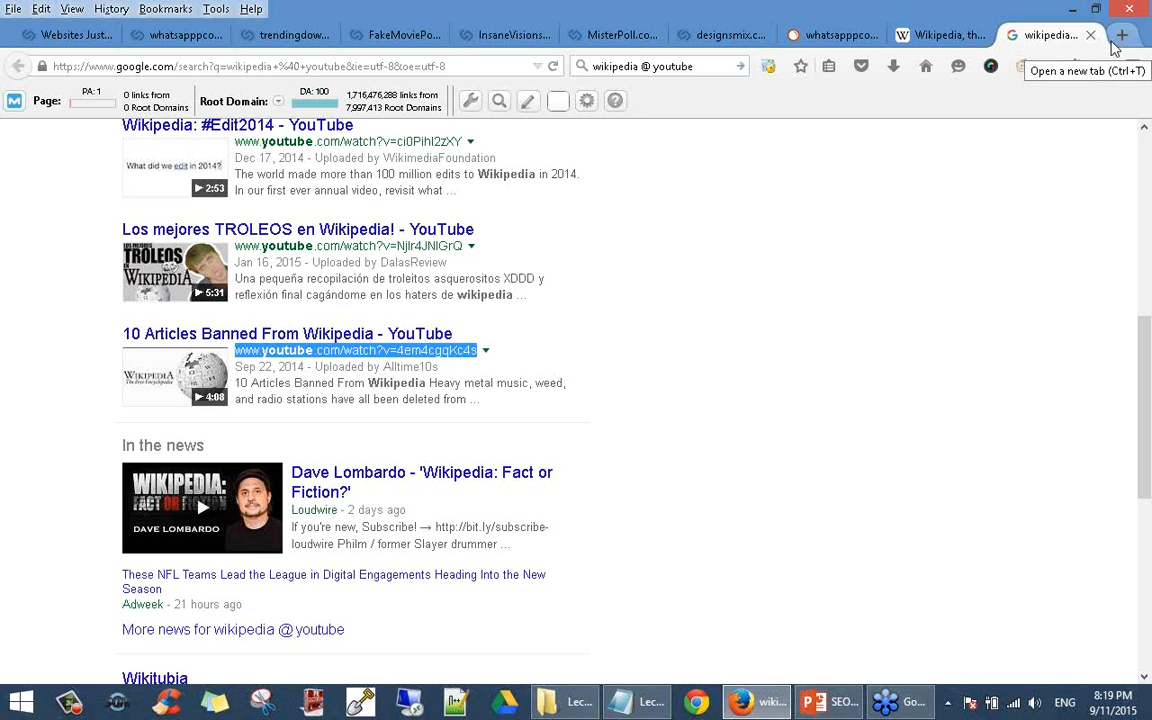 File Edit View History Bookmarks Tools Help
Websites Just...
whatsapppco...
trendingdow...
FakeMoviePo...
InsaneVisions...
MisterPoll.co...
designsmix.c...
whatsapppco...
Wikipedia, th...
wikipedia...
https://www.google.com/search?q=wikipedia+%40+youtube&ie=utf-8&oe=utf-8
wikipedia @ youtube
Open a new tab (Ctrl+T)
Page:
PA: 1
0 links from
0 Root Domains
Root Domain:
DA: 100
1,716,476,288 links from
7,997,413 Root Domains
Wikipedia: #Edit2014 - YouTube
www.youtube.com/watch?v=ci0PihI2zXY
What did we edit in 2014?
2:53
Dec 17, 2014 - Uploaded by WikimediaFoundation
The world made more than 100 million edits to Wikipedia in 2014.
In our first ever annual video, revisit what ...
Los mejores TROLEOS en Wikipedia! - YouTube
www.youtube.com/watch?v=NjIr4JNIGrQ
LOS MEJORES
TROLEOS
EN
WIKIPEDIA
5:31
Jan 16, 2015 - Uploaded by DalasReview
Una pequeña recopilación de troleitos asquerositos XDDD y
reflexión final cagándome en los haters de wikipedia ...
10 Articles Banned From Wikipedia - YouTube
www.youtube.com/watch?v=4em4cgqKc4s
WIKIPEDIA
The Free Encyclopedia
4:08
Sep 22, 2014 - Uploaded by Alltime10s
10 Articles Banned From Wikipedia Heavy metal music, weed,
and radio stations have all been deleted from ...
In the news
WIKIPEDIA:
FACT OR FICTION?
DAVE LOMBARDO
Dave Lombardo - 'Wikipedia: Fact or
Fiction?'
Loudwire - 2 days ago
If you're new, Subscribe! → http://bit.ly/subscribe-
loudwire Philm / former Slayer drummer ...
These NFL Teams Lead the League in Digital Engagements Heading Into the New
Season
Adweek - 21 hours ago
More news for wikipedia @ youtube
Wikitubia
Lec...
Lec...
wiki...
SEO...
Go...
ENG
8:19 PM
9/11/2015